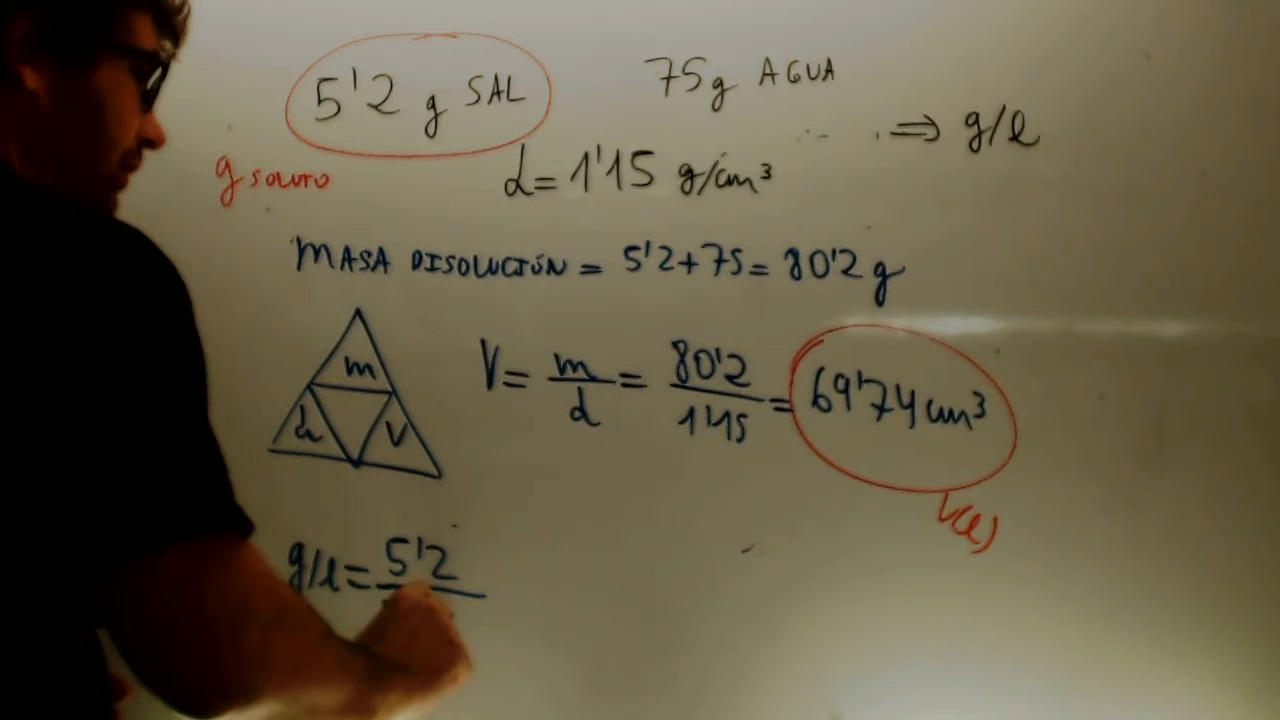 5'2 g SAL 75g AGUA
⇒ g/l
g soluto d= 1'15 g/cm³
MASA DISOLUCIÓN = 5'2+75= 80'2 g
m
d V
V= m/d = 80'2/1'15 = 69'74 cm³
V(l)
g/l= 5'2